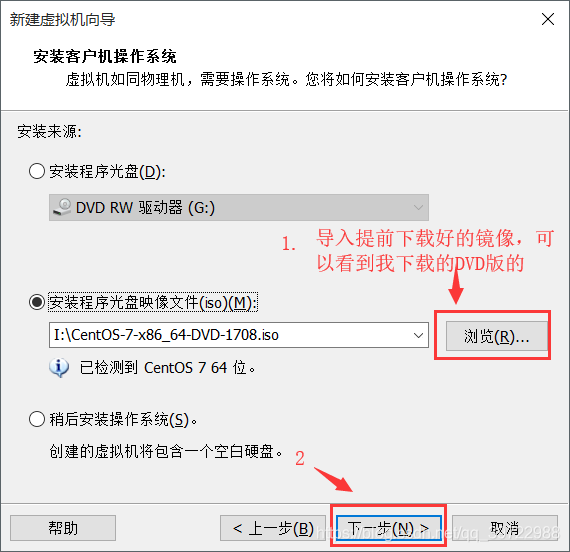 新建虚拟机向导
安装客户机操作系统
虚拟机如同物理机，需要操作系统。您将如何安装客户机操作系统?
安装来源:
安装程序光盘(D):
DVD RW 驱动器 (G:)
1. 导入提前下载好的镜像，可
以看到我下载的DVD版的
安装程序光盘映像文件(iso)(M):
I:\CentOS-7-x86_64-DVD-1708.iso
浏览(R)...
已检测到 CentOS 7 64 位。
稍后安装操作系统(S)。
创建的虚拟机将包含一个空白硬盘。
2
帮助
< 上一步(B)
下一步(N) >
取消